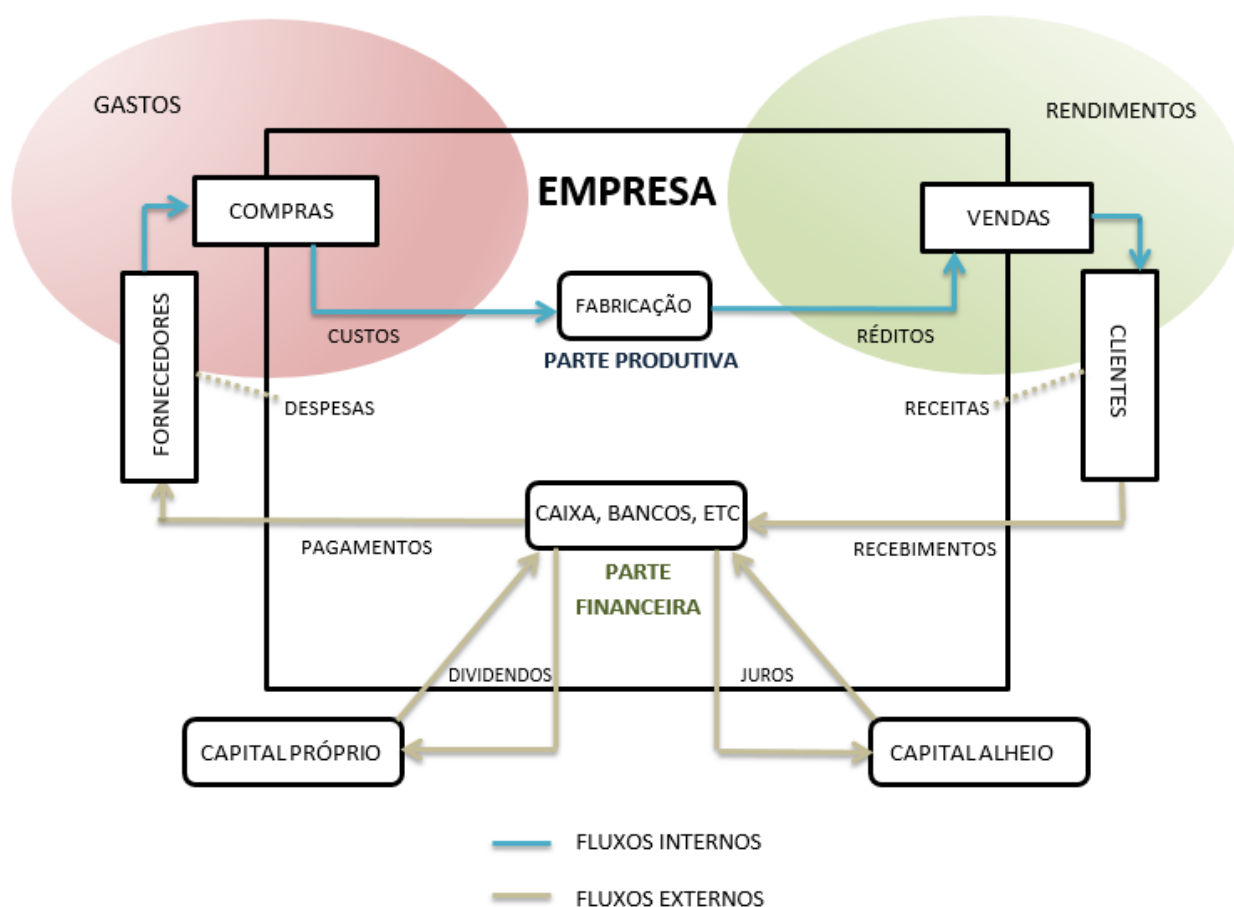 GASTOS
RENDIMENTOS
EMPRESA
COMPRAS
VENDAS
FORNECEDORES
FABRICAÇÃO
CLIENTES
CUSTOS
RÉDITOS
PARTE PRODUTIVA
DESPESAS
RECEITAS
CAIXA, BANCOS, ETC
PAGAMENTOS
RECEBIMENTOS
PARTE
FINANCEIRA
DIVIDENDOS
JUROS
CAPITAL PRÓPRIO
CAPITAL ALHEIO
FLUXOS INTERNOS
FLUXOS EXTERNOS